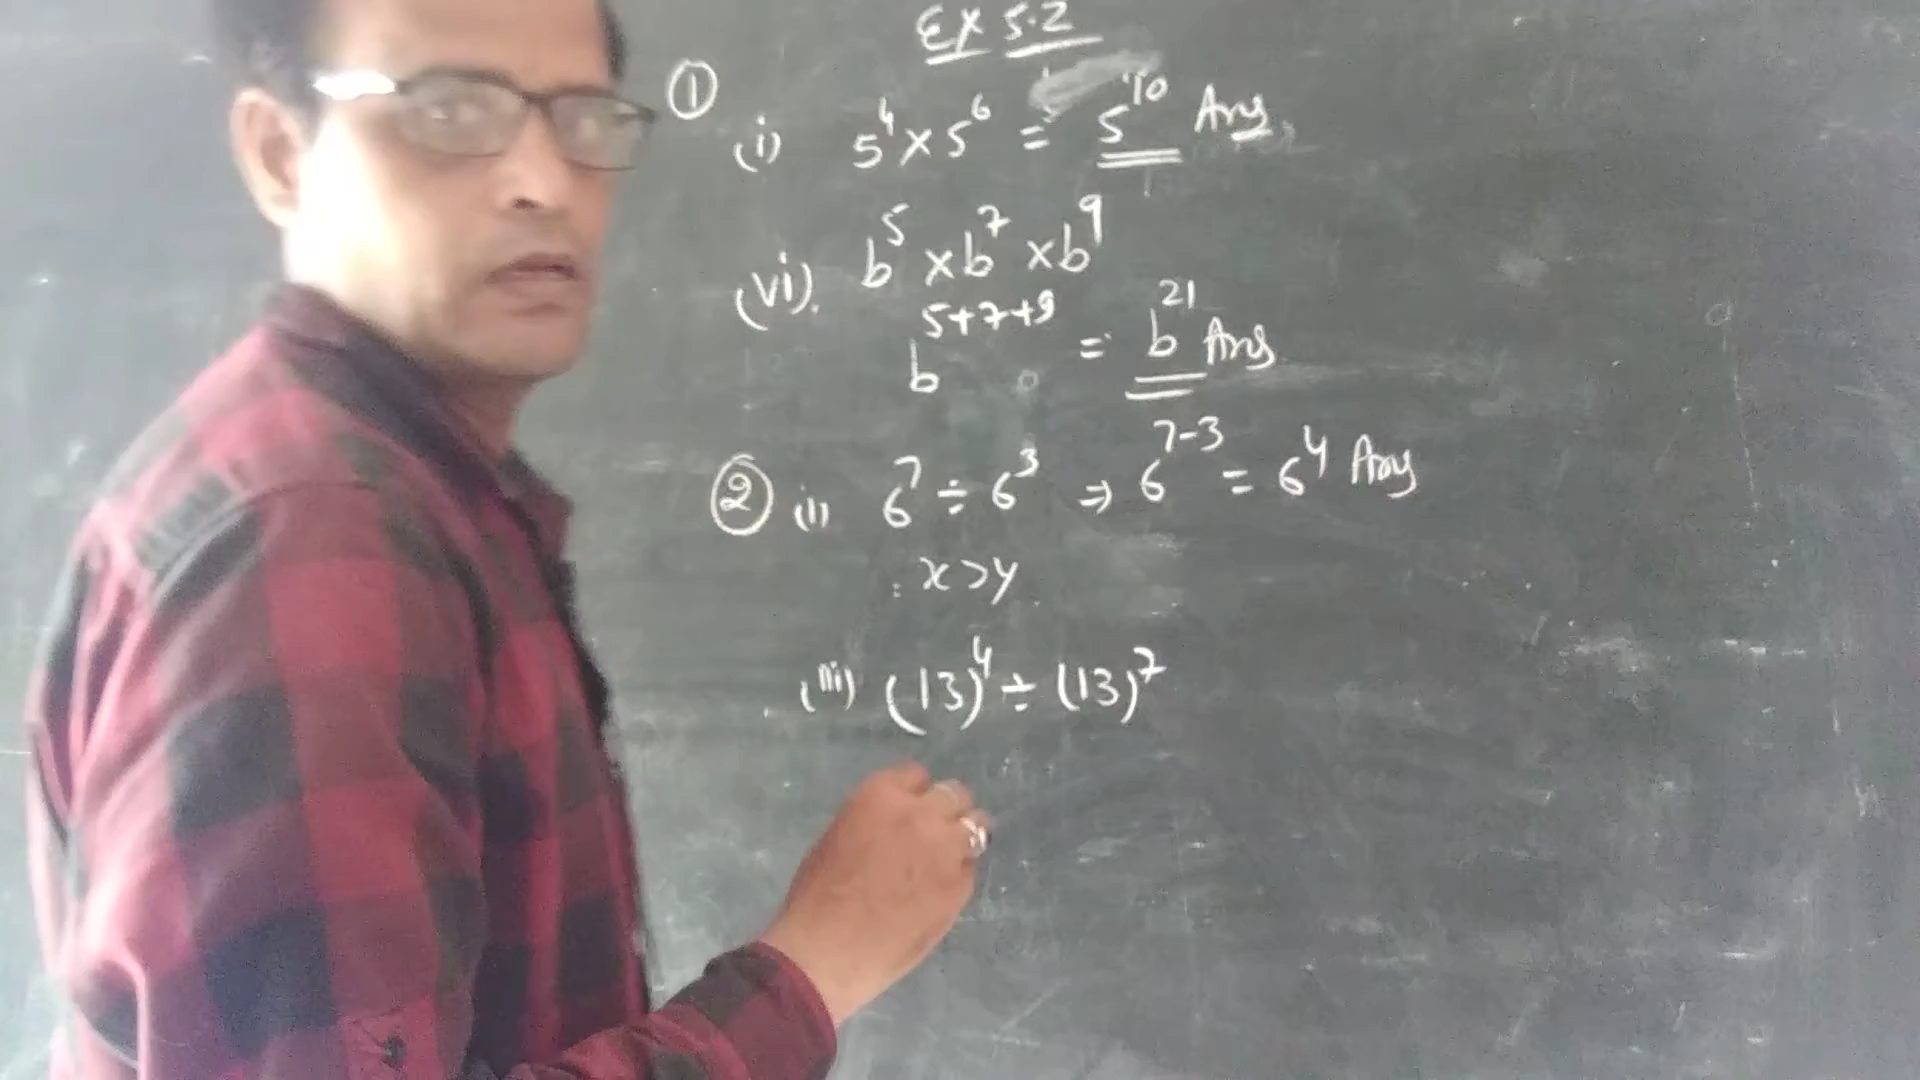 Ex 5.2
① (i) 5⁴ × 5⁶ = 5¹⁰ Ans
(vi). b⁵ × b⁷ × b⁹
b⁵⁺⁷⁺⁹ = b²¹ Ans
② (i) 6⁷ ÷ 6³ ⇒ 6⁷⁻³ = 6⁴ Ans
x > y
(iii) (13)⁴ ÷ (13)⁷